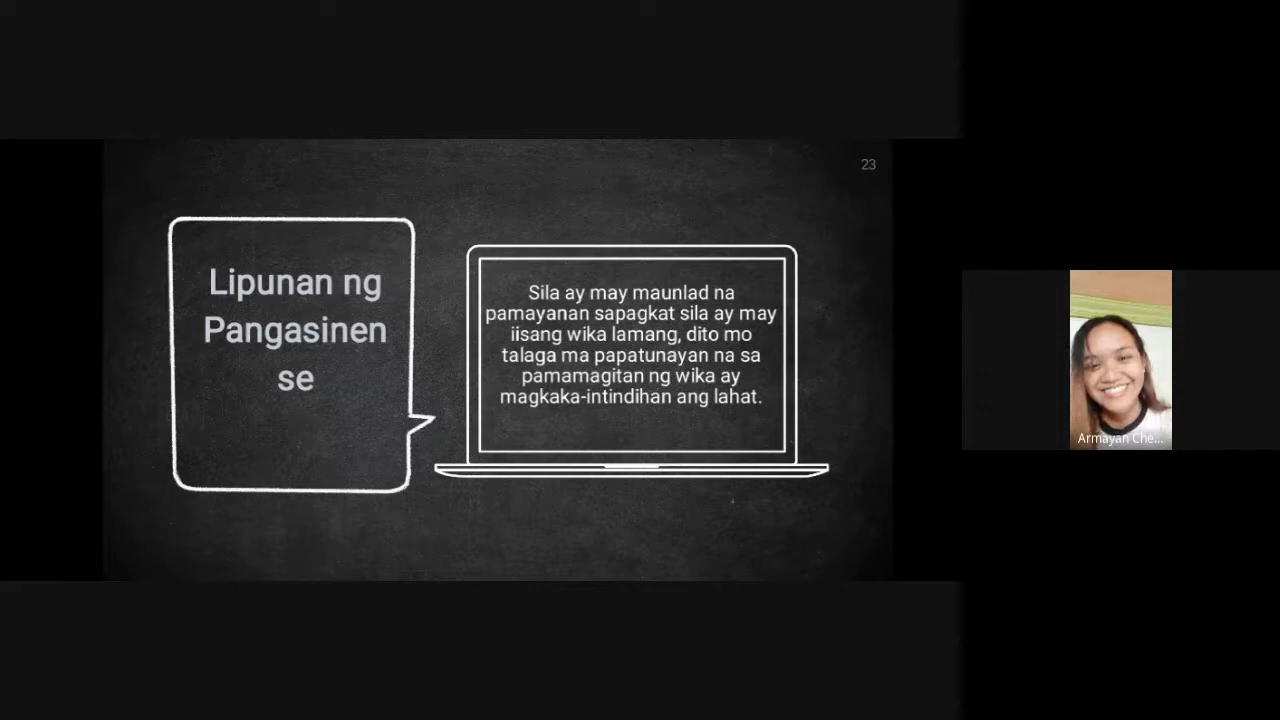 23
Lipunan ng
Pangasinen
se
Sila ay may maunlad na
pamayanan sapagkat sila ay may
iisang wika lamang, dito mo
talaga ma papatunayan na sa
pamamagitan ng wika ay
magkaka-intindihan ang lahat.
Armayan Che...